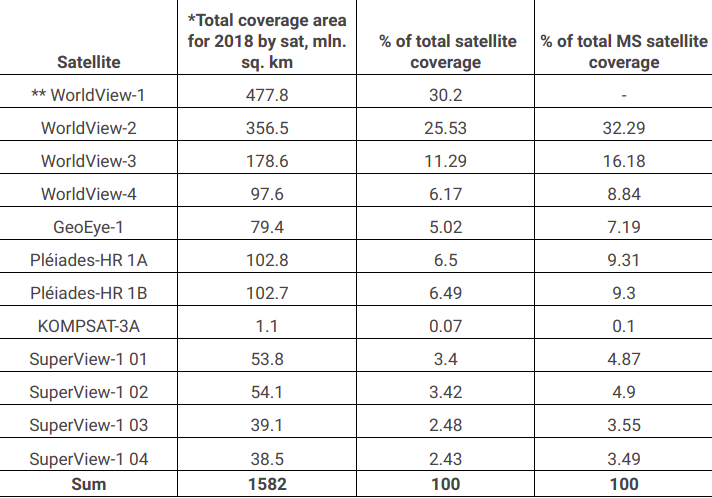 Satellite *Total coverage area for 2018 by sat, mln. sq. km % of total satellite coverage % of total MS satellite coverage
** WorldView-1 477.8 30.2 -
WorldView-2 356.5 25.53 32.29
WorldView-3 178.6 11.29 16.18
WorldView-4 97.6 6.17 8.84
GeoEye-1 79.4 5.02 7.19
Pléiades-HR 1A 102.8 6.5 9.31
Pléiades-HR 1B 102.7 6.49 9.3
KOMPSAT-3A 1.1 0.07 0.1
SuperView-1 01 53.8 3.4 4.87
SuperView-1 02 54.1 3.42 4.9
SuperView-1 03 39.1 2.48 3.55
SuperView-1 04 38.5 2.43 3.49
Sum 1582 100 100